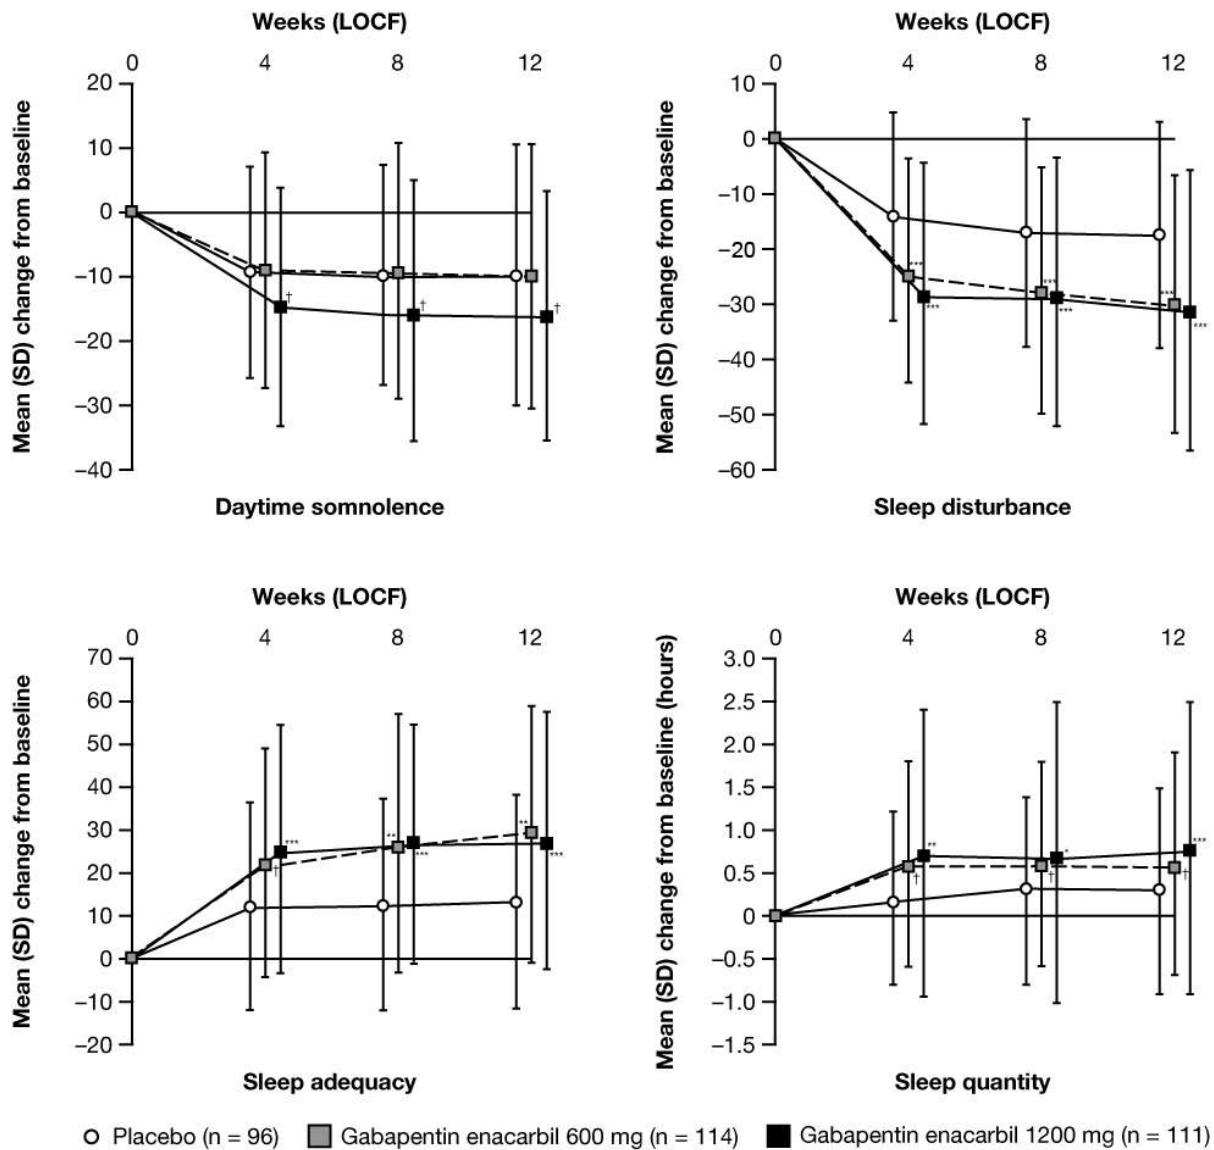 Weeks (LOCF)
0 4 8 12
Mean (SD) change from baseline
20
10
0
–10
–20
–30
–40
† † †
Daytime somnolence
Weeks (LOCF)
0 4 8 12
Mean (SD) change from baseline
10
0
–10
–20
–30
–40
–50
–60
*** *** ***
*** *** ***
Sleep disturbance
Weeks (LOCF)
0 4 8 12
Mean (SD) change from baseline
70
60
50
40
30
20
10
0
–10
–20
*** ** **
† *** ***
Sleep adequacy
Weeks (LOCF)
0 4 8 12
Mean (SD) change from baseline (hours)
3.0
2.5
2.0
1.5
1.0
0.5
0
–0.5
–1.0
–1.5
** * ***
† † †
Sleep quantity
Placebo (n = 96) Gabapentin enacarbil 600 mg (n = 114) Gabapentin enacarbil 1200 mg (n = 111)